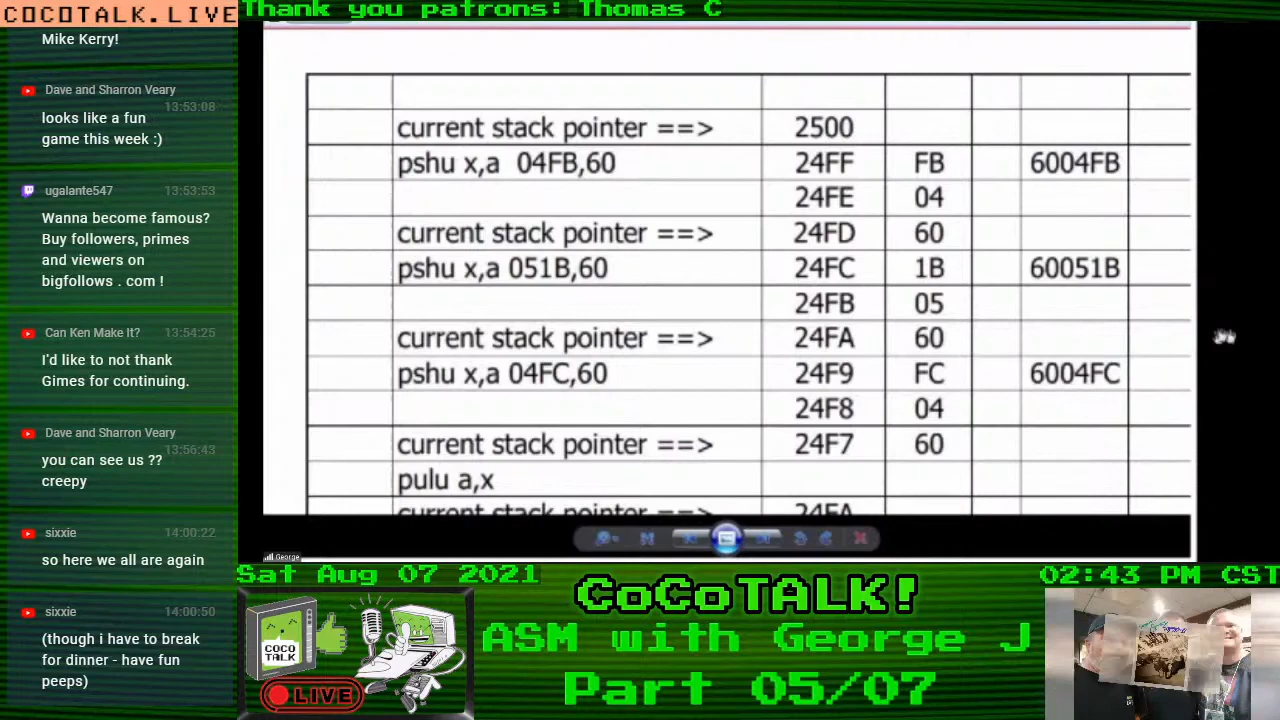 COCOTALK.LIVE
Thank you patrons: Thomas C
Mike Kerry!
Dave and Sharron Veary
13:53:08
looks like a fun
game this week :)
ugalante547
13:53:53
Wanna become famous?
Buy followers, primes
and viewers on
bigfollows . com !
Can Ken Make It?
13:54:25
I'd like to not thank
Gimes for continuing.
Dave and Sharron Veary
13:56:43
you can see us ??
creepy
sixxie
14:00:22
so here we all are again
sixxie
14:00:50
(though i have to break
for dinner - have fun
peeps)
current stack pointer ==> 2500
pshu x,a 04FB,60 24FF FB 6004FB
24FE 04
current stack pointer ==> 24FD 60
pshu x,a 051B,60 24FC 1B 60051B
24FB 05
current stack pointer ==> 24FA 60
pshu x,a 04FC,60 24F9 FC 6004FC
24F8 04
current stack pointer ==> 24F7 60
pulu a,x
current stack pointer ==> 24FA
George
Sat Aug 07 2021
CoCoTALK!
02:43 PM CST
COCO
TALK
LIVE
ASM with George J
Part 05/07